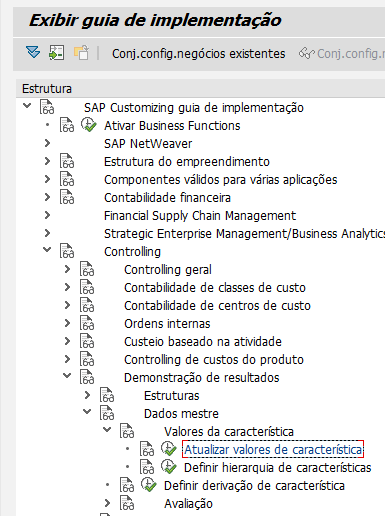 Exibir guia de implementação
Conj.config.negócios existentes Conj.config.ne
Estrutura
SAP Customizing guia de implementação
Ativar Business Functions
SAP NetWeaver
Estrutura do empreendimento
Componentes válidos para várias aplicações
Contabilidade financeira
Financial Supply Chain Management
Strategic Enterprise Management/Business Analytics
Controlling
Controlling geral
Contabilidade de classes de custo
Contabilidade de centros de custo
Ordens internas
Custeio baseado na atividade
Controlling de custos do produto
Demonstração de resultados
Estruturas
Dados mestre
Valores da característica
Atualizar valores de característica
Definir hierarquia de características
Definir derivação de característica
Avaliação